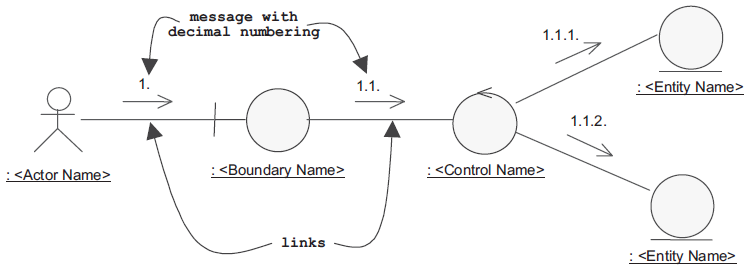 message with
decimal numbering
1.
1.1.
1.1.1.
1.1.2.
: <Actor Name>
: <Boundary Name>
: <Control Name>
: <Entity Name>
: <Entity Name>
links